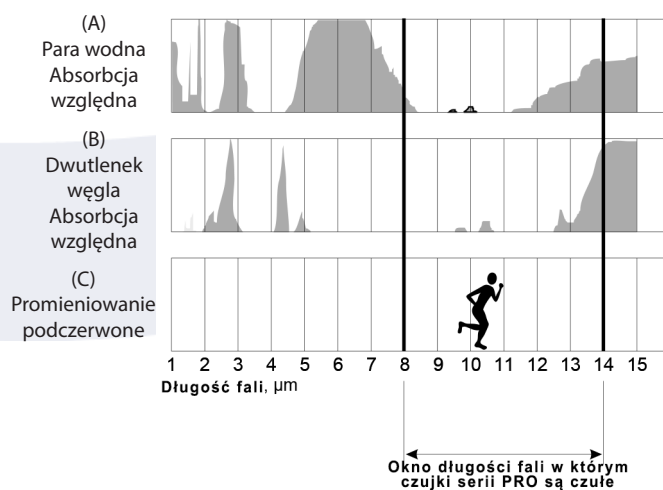 (A)
Para wodna
Absorbcja
względna
(B)
Dwutlenek
węgla
Absorbcja
względna
(C)
Promieniowanie
podczerwone
1 2 3 4 5 6 7 8 9 10 11 12 13 14 15
Długość fali, µm
Okno długości fali w którym
czujki serii PRO są czułe